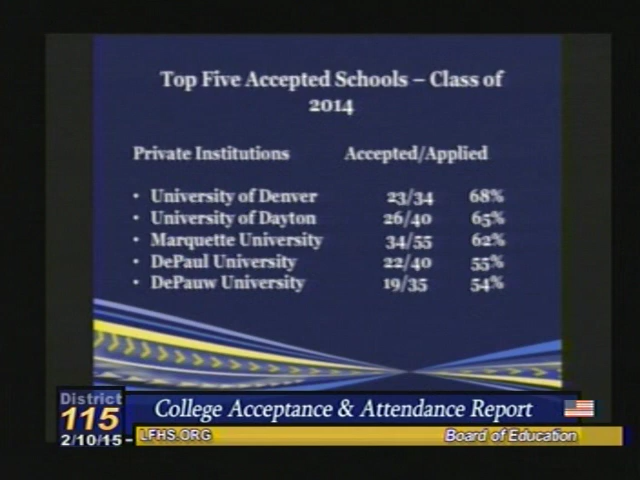 Top Five Accepted Schools – Class of
2014
Private Institutions Accepted/Applied
• University of Denver 23/34 68%
• University of Dayton 26/40 65%
• Marquette University 34/55 62%
• DePaul University 22/40 55%
• DePauw University 19/35 54%
District
115 College Acceptance & Attendance Report
2/10/15 LFHS.ORG Board of Education